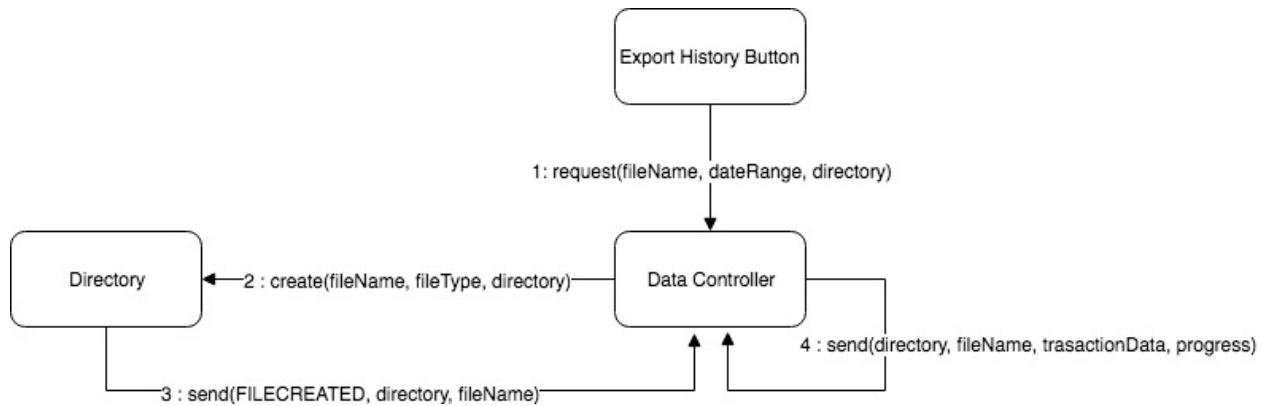 Export History Button
1: request(fileName, dateRange, directory)
Directory
2 : create(fileName, fileType, directory)
Data Controller
4 : send(directory, fileName, trasactionData, progress)
3 : send(FILECREATED, directory, fileName)